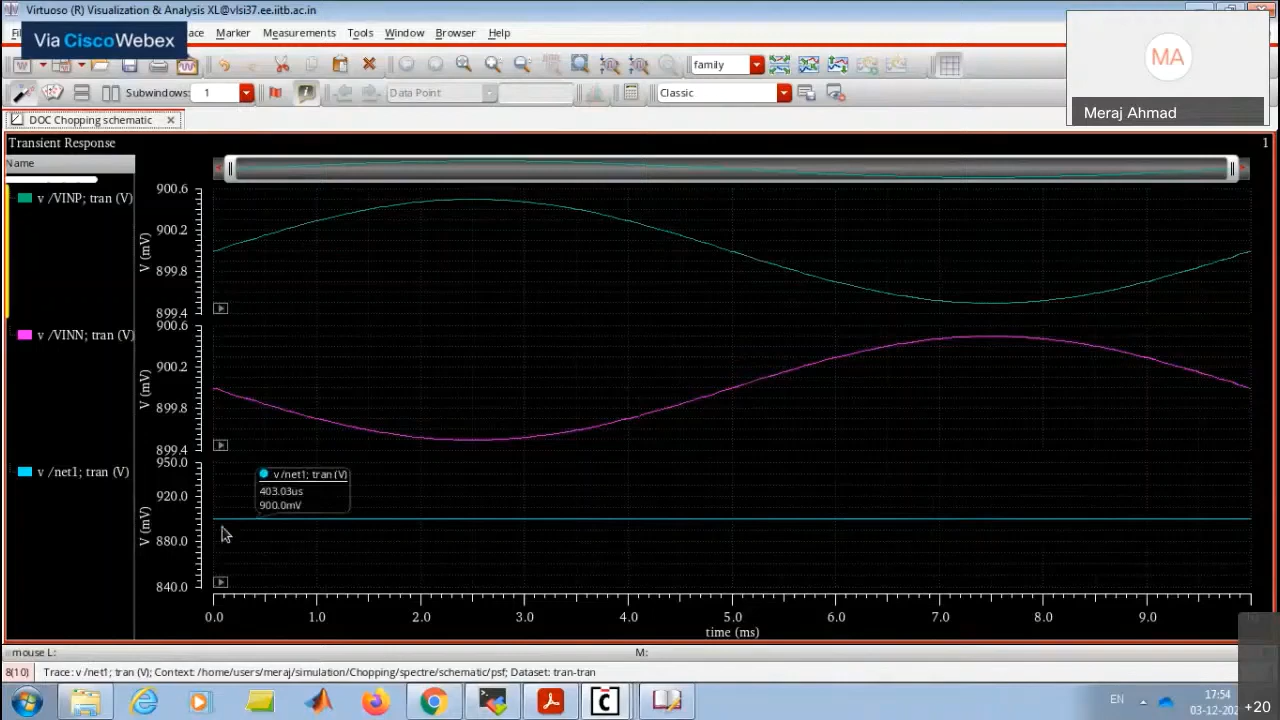 Virtuoso (R) Visualization & Analysis XL@vlsi37.ee.iitb.ac.in
Via CiscoWebex
Marker Measurements Tools Window Browser Help
family
Subwindows: 1
Data Point
Classic
MA
Meraj Ahmad
DOC Chopping schematic
Transient Response
1
Name
v /VINP; tran (V)
900.6
900.2
899.8
899.4
V (mV)
v /VINN; tran (V)
900.6
900.2
899.8
899.4
V (mV)
v /net1; tran (V)
950.0
920.0
880.0
840.0
V (mV)
v /net1; tran (V)
403.03us
900.0mV
0.0 1.0 2.0 3.0 4.0 5.0 6.0 7.0 8.0 9.0
time (ms)
mouse L: M:
8(10) Trace: v /net1; tran (V); Context: /home/users/meraj/simulation/Chopping/spectre/schematic/psf; Dataset: tran-tran
EN
17:54
03-12-202
+20